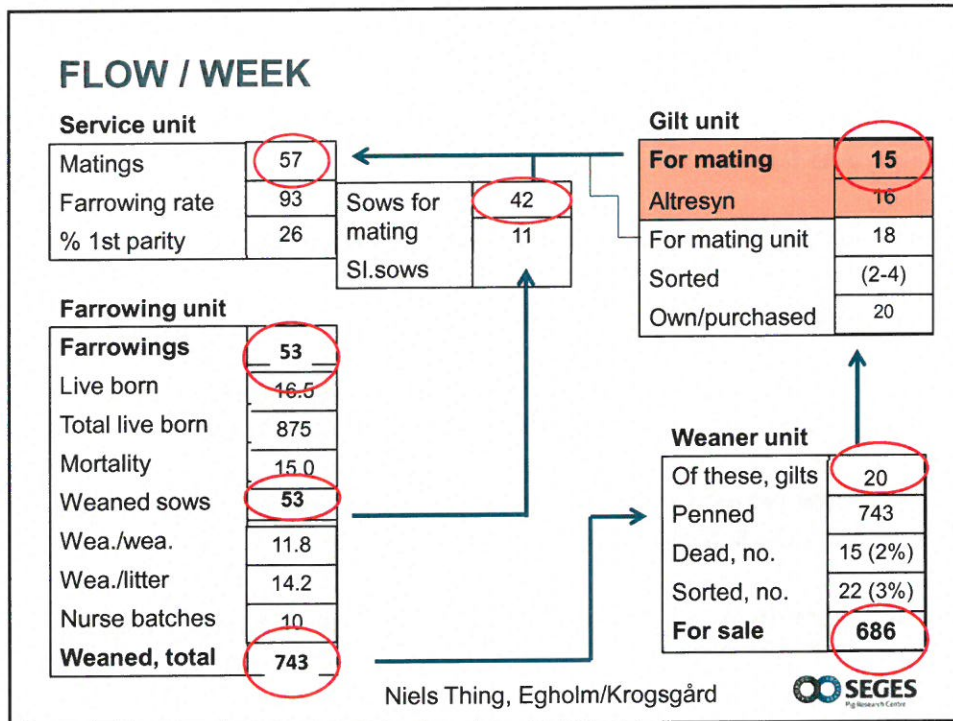 FLOW / WEEK
Service unit
Matings 57
Farrowing rate 93
% 1st parity 26
Sows for mating 42
Sl.sows 11
Gilt unit
For mating 15
Altresyn 16
For mating unit 18
Sorted (2-4)
Own/purchased 20
Farrowing unit
Farrowings 53
Live born 16.5
Total live born 875
Mortality 15.0
Weaned sows 53
Wea./wea. 11.8
Wea./litter 14.2
Nurse batches 10
Weaned, total 743
Weaner unit
Of these, gilts 20
Penned 743
Dead, no. 15 (2%)
Sorted, no. 22 (3%)
For sale 686
Niels Thing, Egholm/Krogsgård
SEGES
Pig Research Centre